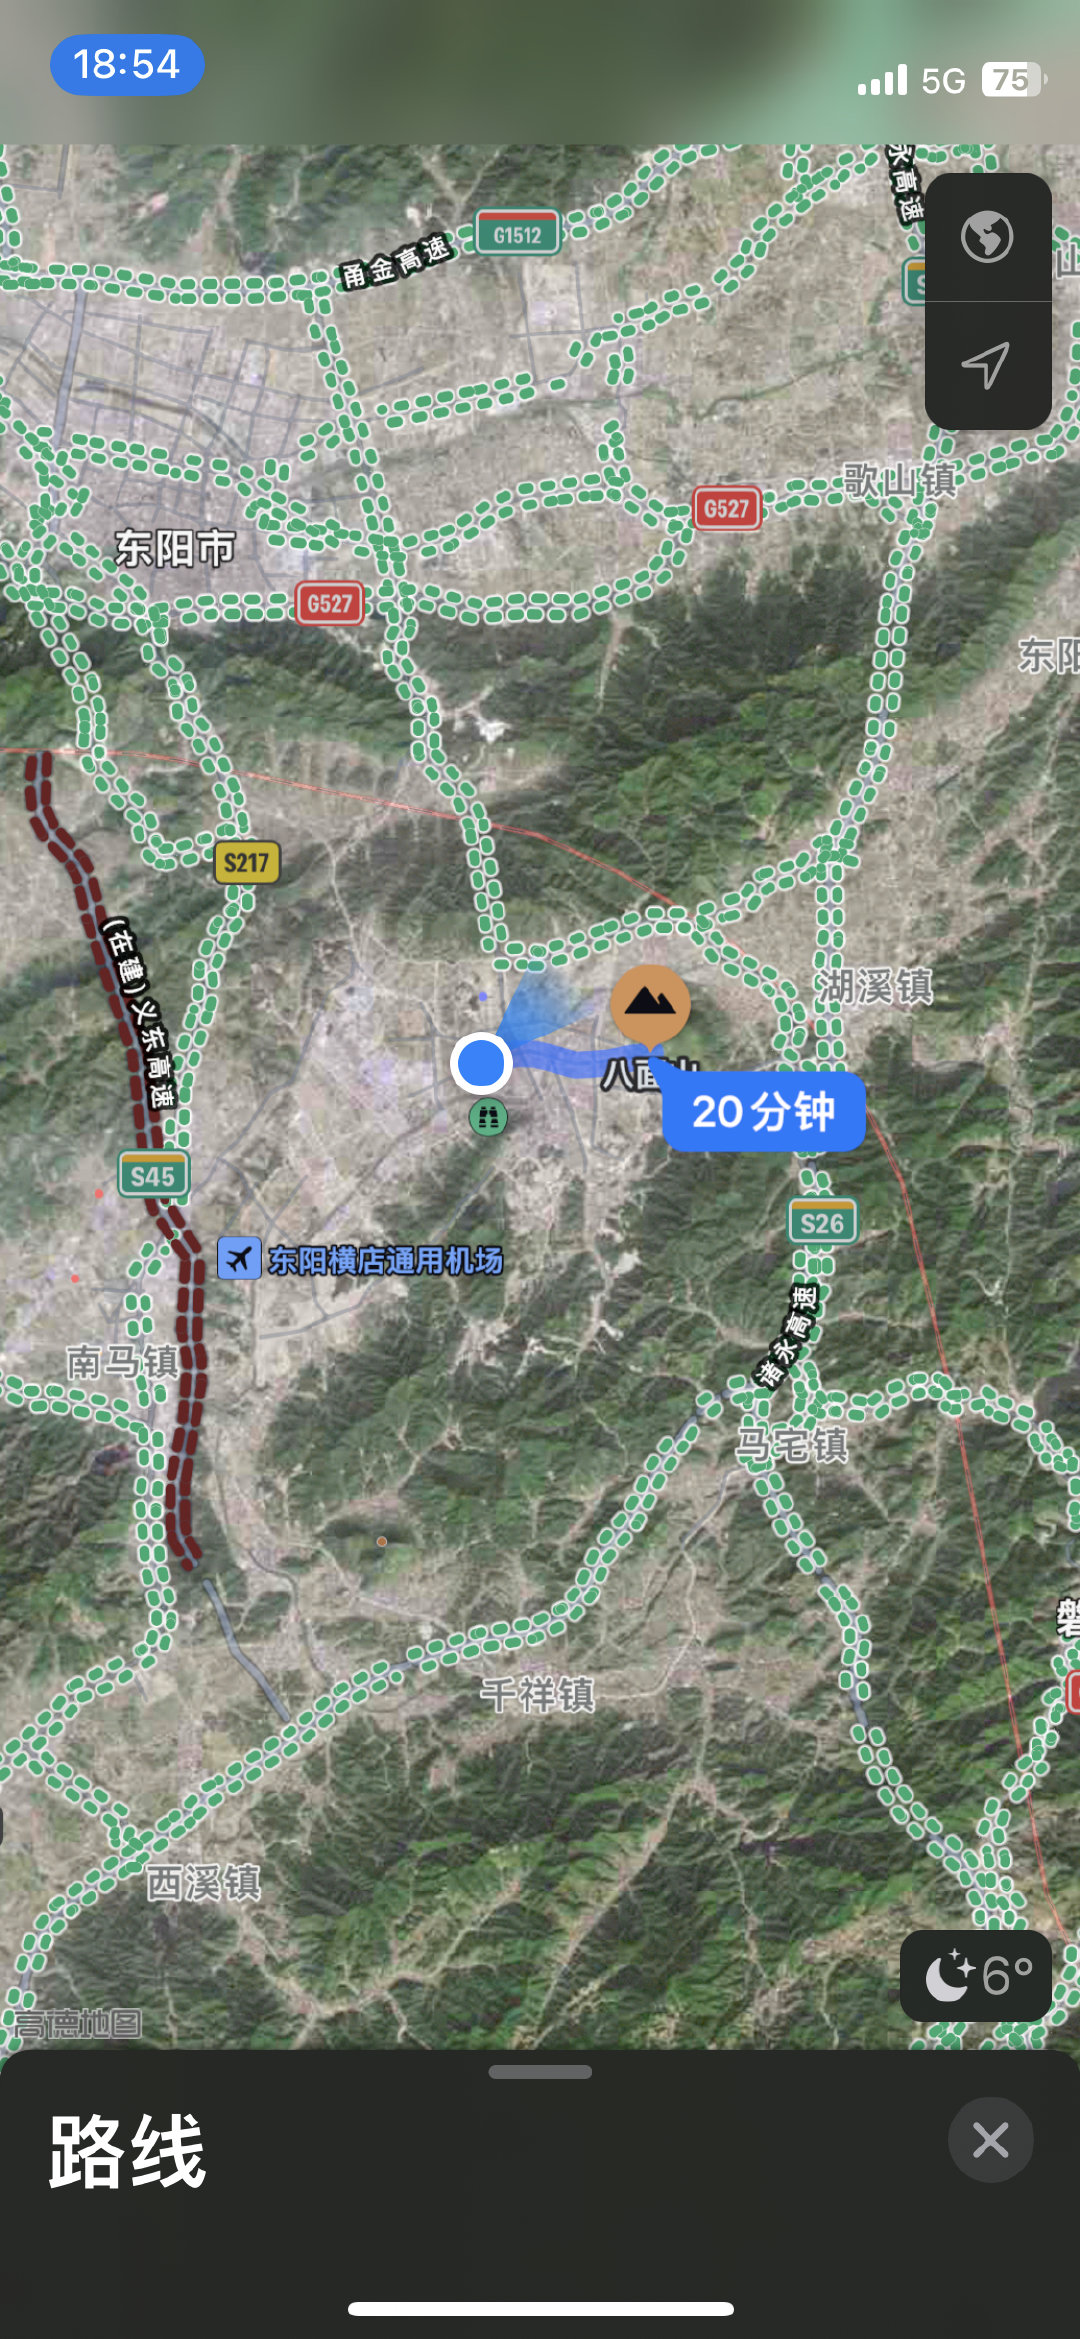 18:54
5G
75
永高速
G1512
甬金高速
S
山
歌山镇
G527
东阳市
G527
东阳
S217
(在建)义东高速
湖溪镇
八面山
20分钟
S45
S26
东阳横店通用机场
诸永高速
南马镇
马宅镇
磐
千祥镇
西溪镇
6°
高德地图
路线